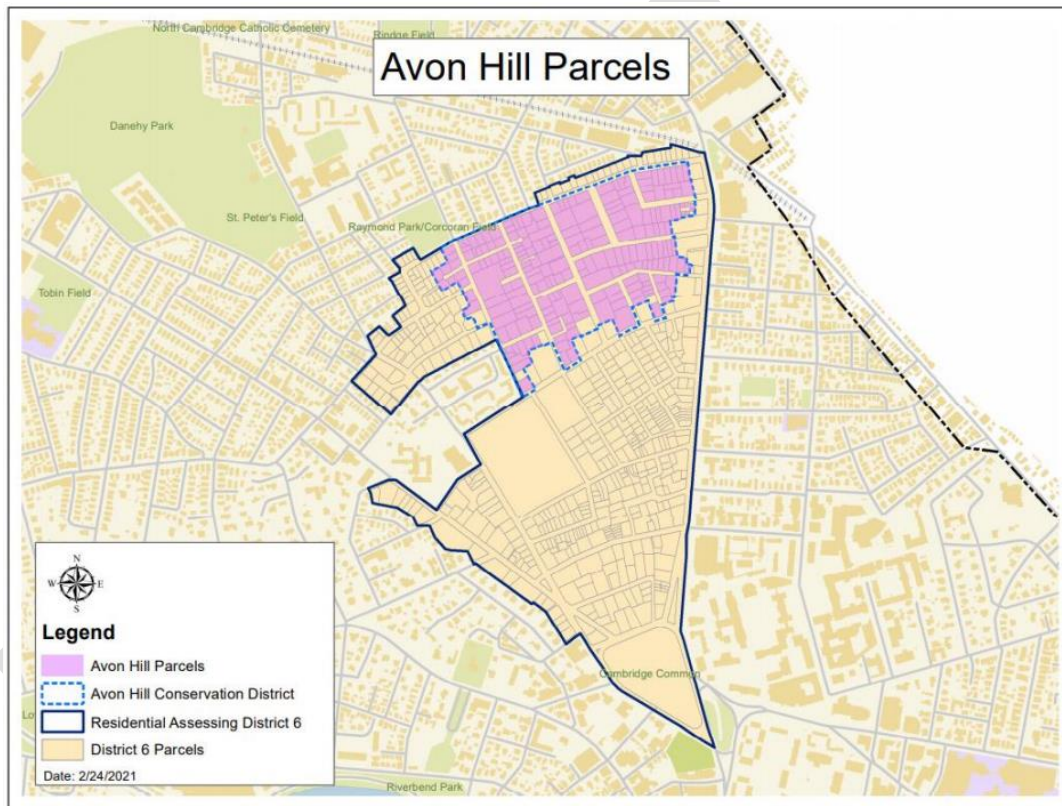 North Cambridge Catholic Cemetery
Rindge Field
Avon Hill Parcels
Danehy Park
St. Peter's Field
Raymond Park/Corcoran Field
Tobin Field
N
W E
S
Legend
Avon Hill Parcels
Avon Hill Conservation District
Residential Assessing District 6
District 6 Parcels
Date: 2/24/2021
Cambridge Common
Lo
Riverbend Park